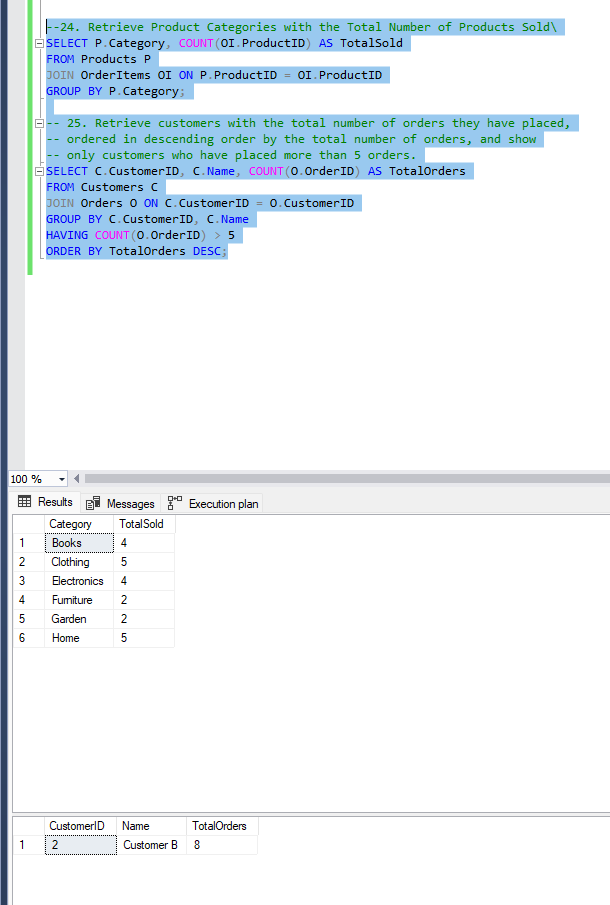 --24. Retrieve Product Categories with the Total Number of Products Sold\
SELECT P.Category, COUNT(OI.ProductID) AS TotalSold
FROM Products P
JOIN OrderItems OI ON P.ProductID = OI.ProductID
GROUP BY P.Category;
-- 25. Retrieve customers with the total number of orders they have placed,
-- ordered in descending order by the total number of orders, and show
-- only customers who have placed more than 5 orders.
SELECT C.CustomerID, C.Name, COUNT(O.OrderID) AS TotalOrders
FROM Customers C
JOIN Orders O ON C.CustomerID = O.CustomerID
GROUP BY C.CustomerID, C.Name
HAVING COUNT(O.OrderID) > 5
ORDER BY TotalOrders DESC;
100 %
Results Messages Execution plan
Category TotalSold
1 Books 4
2 Clothing 5
3 Electronics 4
4 Furniture 2
5 Garden 2
6 Home 5
CustomerID Name TotalOrders
1 2 Customer B 8